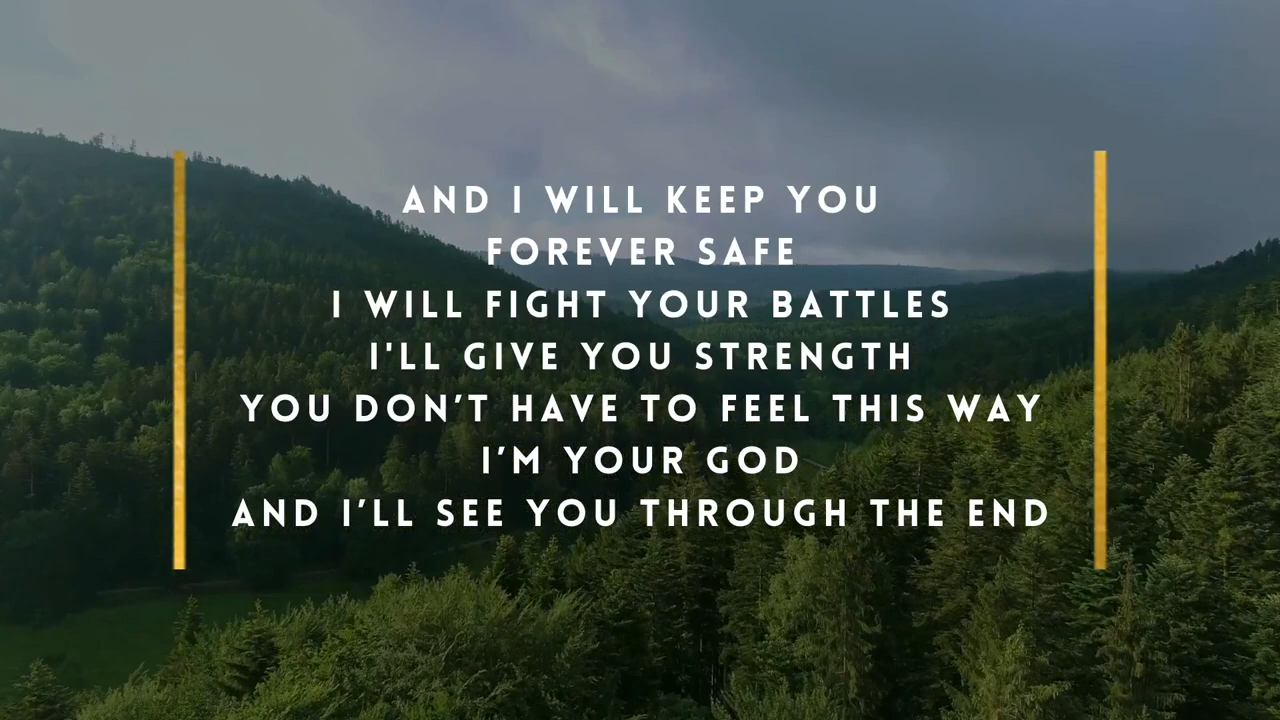 AND I WILL KEEP YOU
FOREVER SAFE
I WILL FIGHT YOUR BATTLES
I'LL GIVE YOU STRENGTH
YOU DON’T HAVE TO FEEL THIS WAY
I’M YOUR GOD
AND I’LL SEE YOU THROUGH THE END